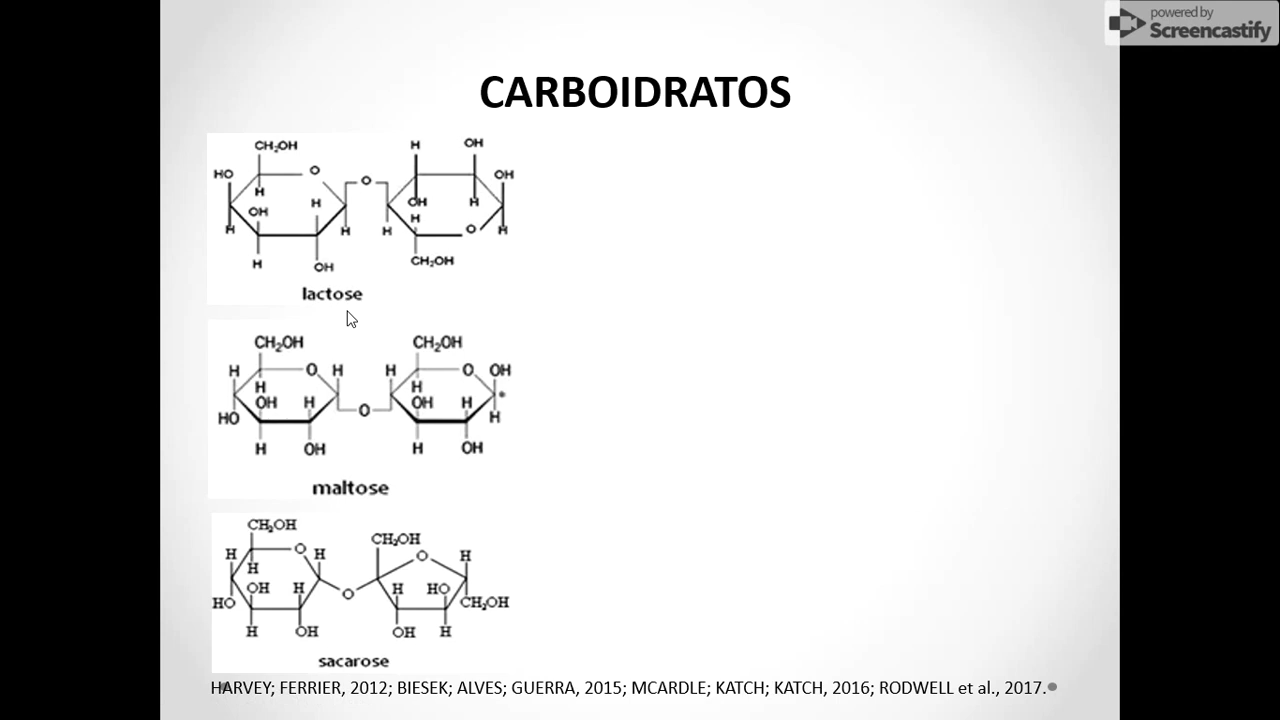 powered by
Screencastify
CARBOIDRATOS
CH₂OH H OH
HO O O OH
H
OH H OH H
H H H H O H
H OH CH₂OH
lactose
CH₂OH CH₂OH
H O H H O OH
H H
OH H OH H *
HO O H
H OH H OH
maltose
CH₂OH CH₂OH
H O H O H
H
OH H H HO
HO O CH₂OH
H OH OH H
sacarose
HARVEY; FERRIER, 2012; BIESEK; ALVES; GUERRA, 2015; MCARDLE; KATCH; KATCH, 2016; RODWELL et al., 2017.